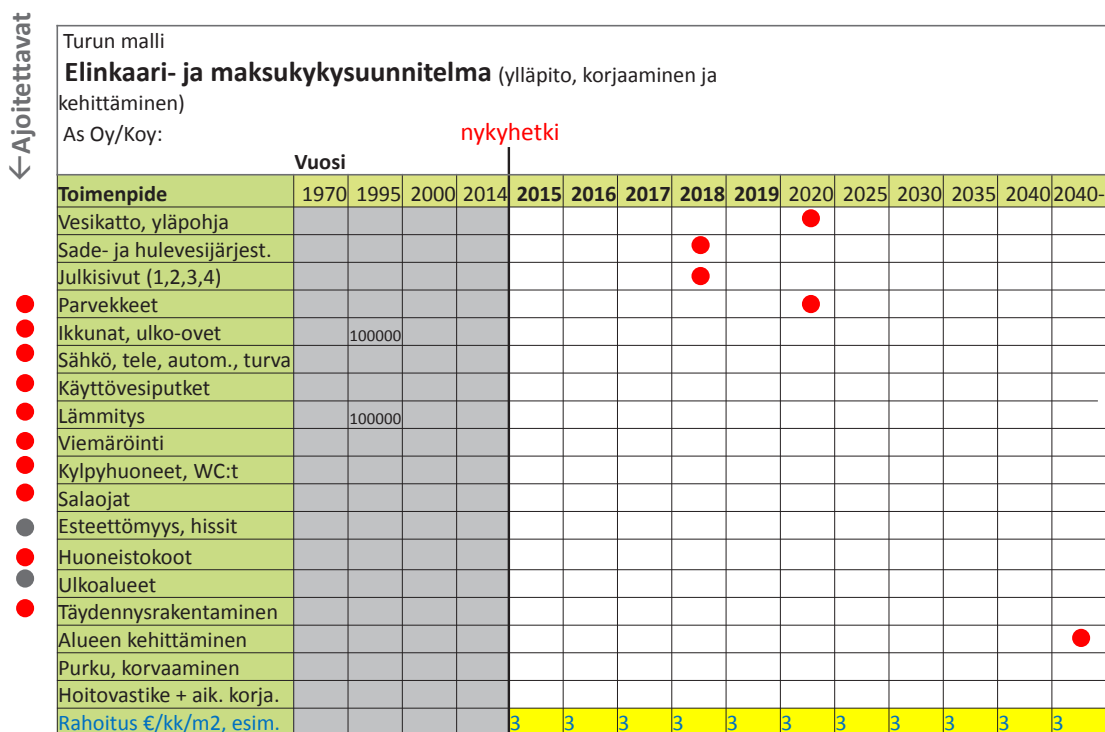 ←Ajoitettavat
Turun malli
Elinkaari- ja maksukykysuunnitelma (ylläpito, korjaaminen ja
kehittäminen)
As Oy/Koy:
nykyhetki
Vuosi
Toimenpide 1970 1995 2000 2014 2015 2016 2017 2018 2019 2020 2025 2030 2035 2040 2040-
Vesikatto, yläpohja
Sade- ja hulevesijärjest.
Julkisivut (1,2,3,4)
Parvekkeet
Ikkunat, ulko-ovet 100000
Sähkö, tele, autom., turva
Käyttövesiputket
Lämmitys 100000
Viemäröinti
Kylpyhuoneet, WC:t
Salaojat
Esteettömyys, hissit
Huoneistokoot
Ulkoalueet
Täydennysrakentaminen
Alueen kehittäminen
Purku, korvaaminen
Hoitovastike + aik. korja.
Rahoitus €/kk/m2, esim. 3 3 3 3 3 3 3 3 3 3 3